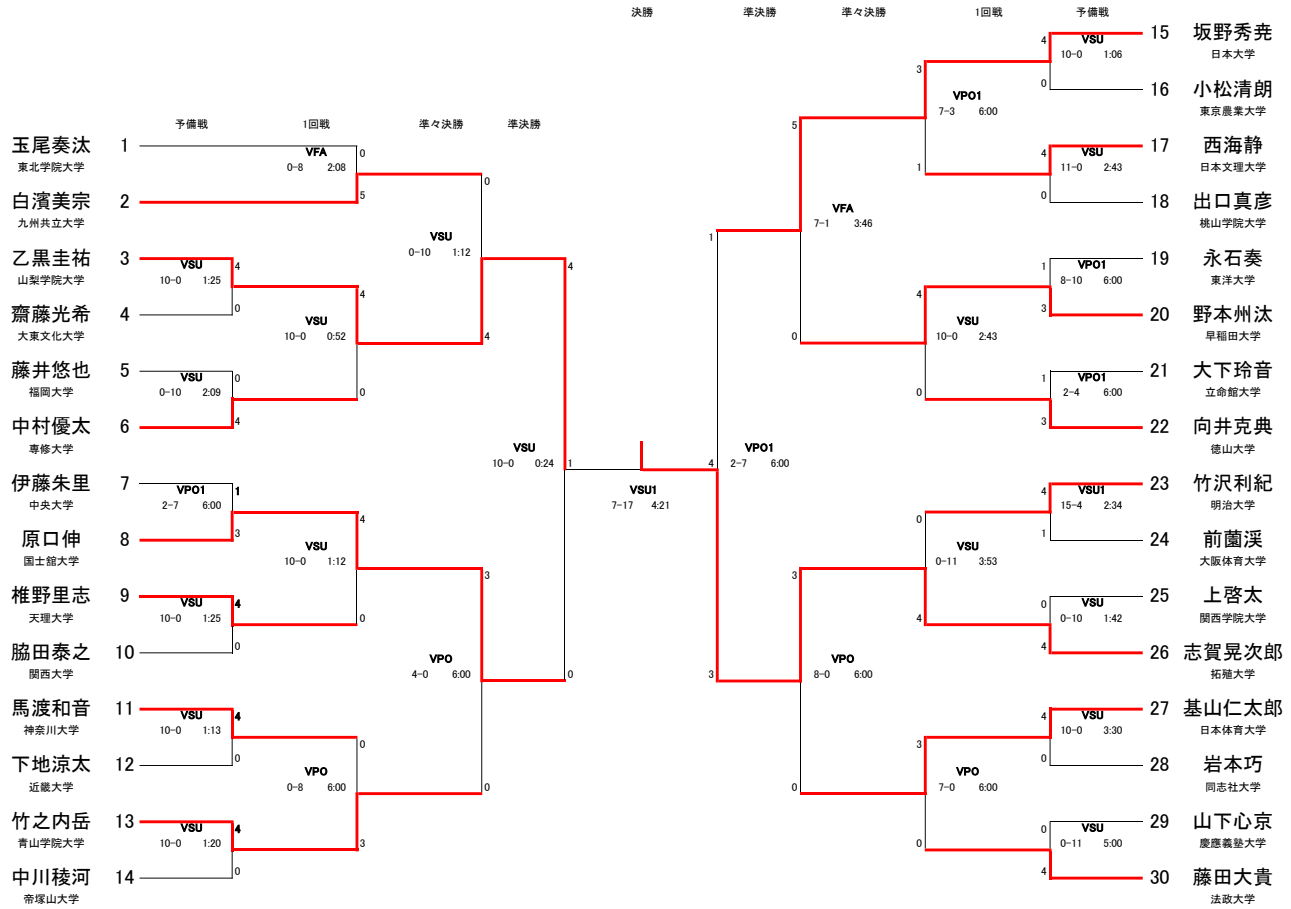 決勝 準決勝 準々決勝 1回戦 予備戦
予備戦 1回戦 準々決勝 準決勝
玉尾奏汰 1
東北学院大学
白濱美宗 2
九州共立大学
VFA
0-8 2:08
0
5
乙黒圭祐 3
山梨学院大学
齋藤光希 4
大東文化大学
VSU
10-0 1:25
4
0
藤井悠也 5
福岡大学
中村優太 6
専修大学
VSU
0-10 2:09
0
4
VSU
10-0 0:52
4
0
VSU
0-10 1:12
0
4
伊藤朱里 7
中央大学
原口伸 8
国士舘大学
VPO1
2-7 6:00
1
3
椎野里志 9
天理大学
脇田泰之 10
関西大学
VSU
10-0 1:25
4
0
VSU
10-0 1:12
4
0
馬渡和音 11
神奈川大学
下地涼太 12
近畿大学
VSU
10-0 1:13
4
0
竹之内岳 13
青山学院大学
中川稜河 14
帝塚山大学
VSU
10-0 1:20
4
0
VPO
0-8 6:00
0
3
VPO
4-0 6:00
3
0
VSU
10-0 0:24
4
0
VSU1
7-17 4:21
1
4
15 坂野秀尭
日本大学
16 小松清朗
東京農業大学
VSU
10-0 1:06
4
0
17 西海静
日本文理大学
18 出口真彦
桃山学院大学
VSU
11-0 2:43
4
0
VPO1
7-3 6:00
3
1
19 永石奏
東洋大学
20 野本州汰
早稲田大学
VPO1
8-10 6:00
1
3
21 大下玲音
立命館大学
22 向井克典
徳山大学
VPO1
2-4 6:00
1
3
VSU
10-0 2:43
4
0
VFA
7-1 3:46
5
0
23 竹沢利紀
明治大学
24 前薗渓
大阪体育大学
VSU1
15-4 2:34
4
1
25 上啓太
関西学院大学
26 志賀晃次郎
拓殖大学
VSU
0-10 1:42
0
4
VSU
0-11 3:53
0
4
27 基山仁太郎
日本体育大学
28 岩本巧
同志社大学
VSU
10-0 3:30
4
0
29 山下心京
慶應義塾大学
30 藤田大貴
法政大学
VSU
0-11 5:00
0
4
VPO
7-0 6:00
3
0
VPO
8-0 6:00
3
0
VPO1
2-7 6:00
1
3